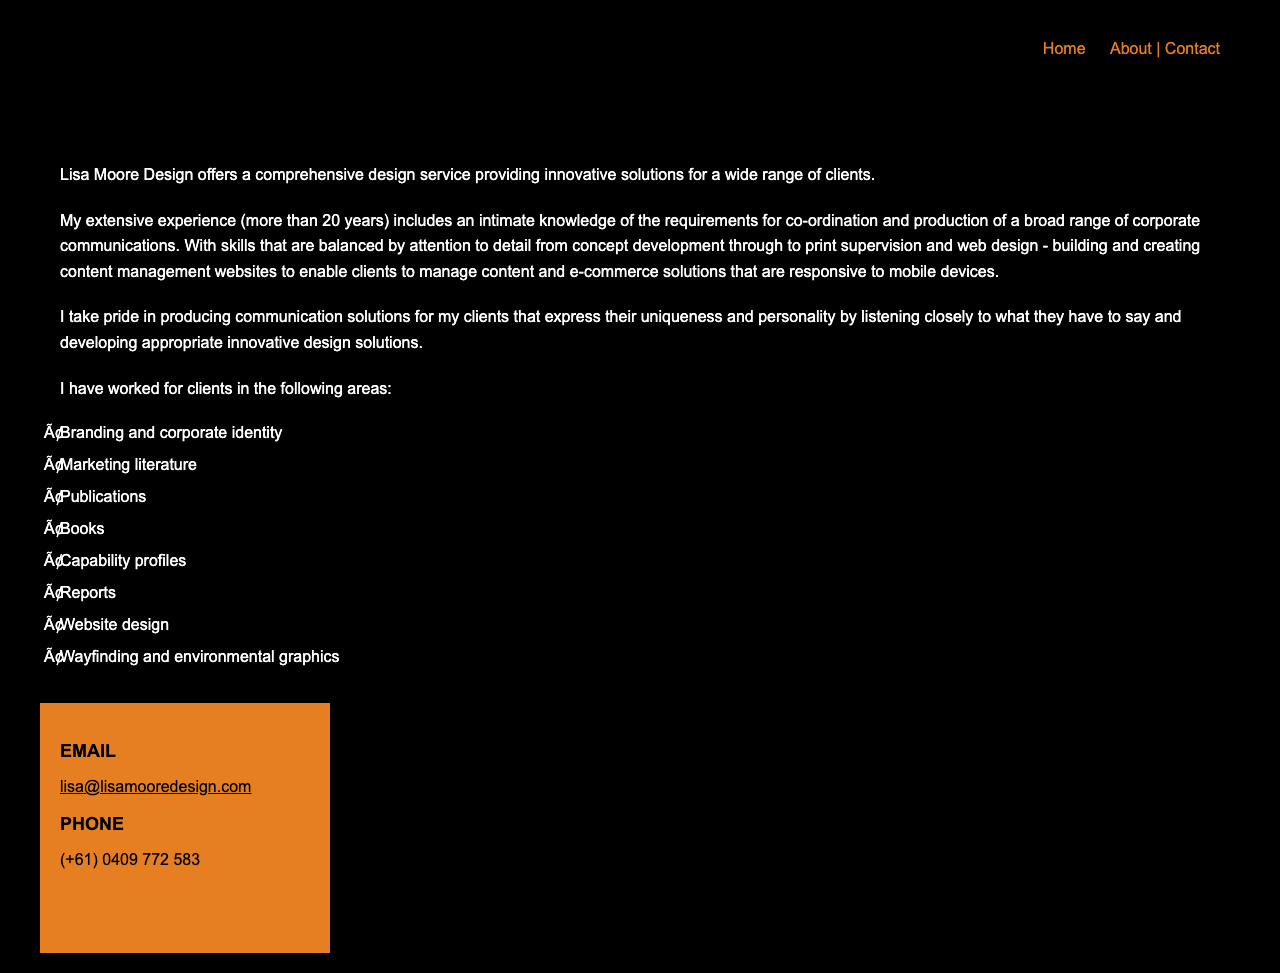 Home About | Contact
Lisa Moore Design offers a comprehensive design service providing innovative solutions for a wide range of clients.
My extensive experience (more than 20 years) includes an intimate knowledge of the requirements for co-ordination and production of a broad range of corporate
communications. With skills that are balanced by attention to detail from concept development through to print supervision and web design - building and creating
content management websites to enable clients to manage content and e-commerce solutions that are responsive to mobile devices.
I take pride in producing communication solutions for my clients that express their uniqueness and personality by listening closely to what they have to say and
developing appropriate innovative design solutions.
I have worked for clients in the following areas:
Ã¢Branding and corporate identity
Ã¢Marketing literature
Ã¢Publications
Ã¢Books
Ã¢Capability profiles
Ã¢Reports
Ã¢Website design
Ã¢Wayfinding and environmental graphics
EMAIL
lisa@lisamooredesign.com
PHONE
(+61) 0409 772 583